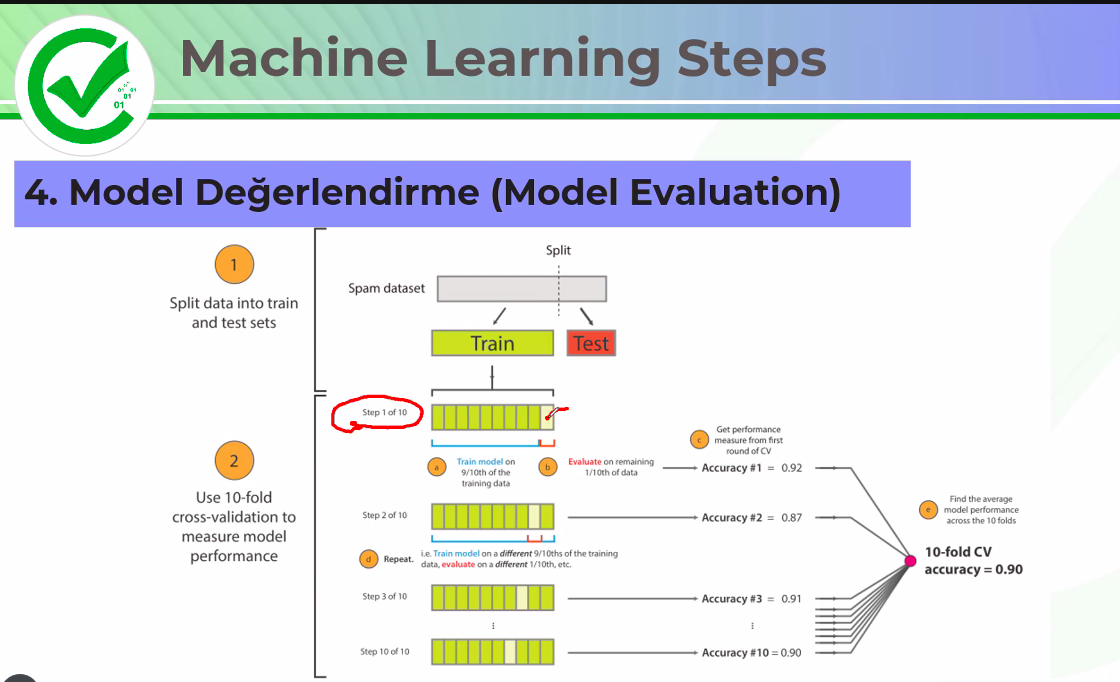 Machine Learning Steps
01 01
01
01
4. Model Değerlendirme (Model Evaluation)
1
Split data into train
and test sets
Split
Spam dataset
Train
Test
2
Use 10-fold
cross-validation to
measure model
performance
Step 1 of 10
a
Train model on
9/10th of the
training data
b
Evaluate on remaining
1/10th of data
c
Get performance
measure from first
round of CV
Accuracy #1 = 0.92
Step 2 of 10
Accuracy #2 = 0.87
d
Repeat.
i.e. Train model on a different 9/10ths of the training
data, evaluate on a different 1/10th, etc.
Step 3 of 10
Accuracy #3 = 0.91
⋮
⋮
Step 10 of 10
Accuracy #10 = 0.90
e
Find the average
model performance
across the 10 folds
10-fold CV
accuracy = 0.90